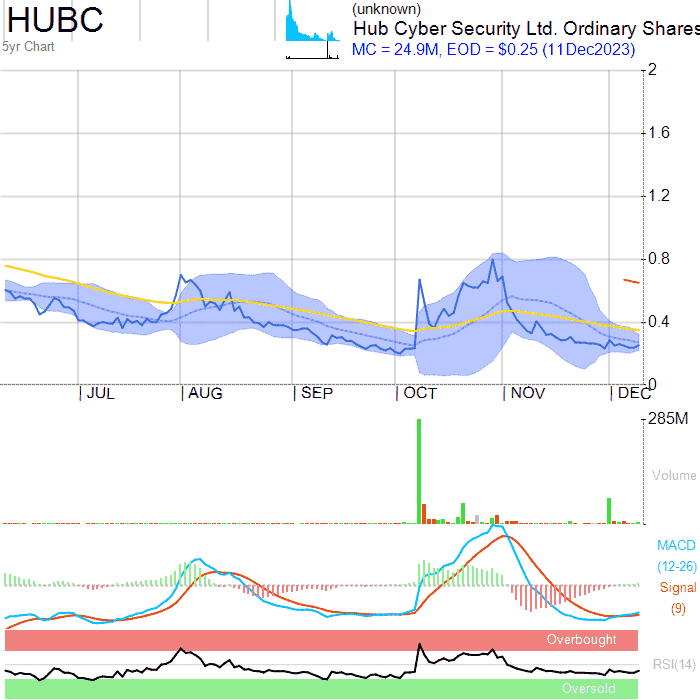 HUBC
5yr Chart
(unknown)
Hub Cyber Security Ltd. Ordinary Shares
MC = 24.9M, EOD = $0.25 (11Dec2023)
2
1.6
1.2
0.8
0.4
0
JUL
AUG
SEP
OCT
NOV
DEC
285M
Volume
MACD
(12-26)
Signal
(9)
Overbought
RSI(14)
Oversold